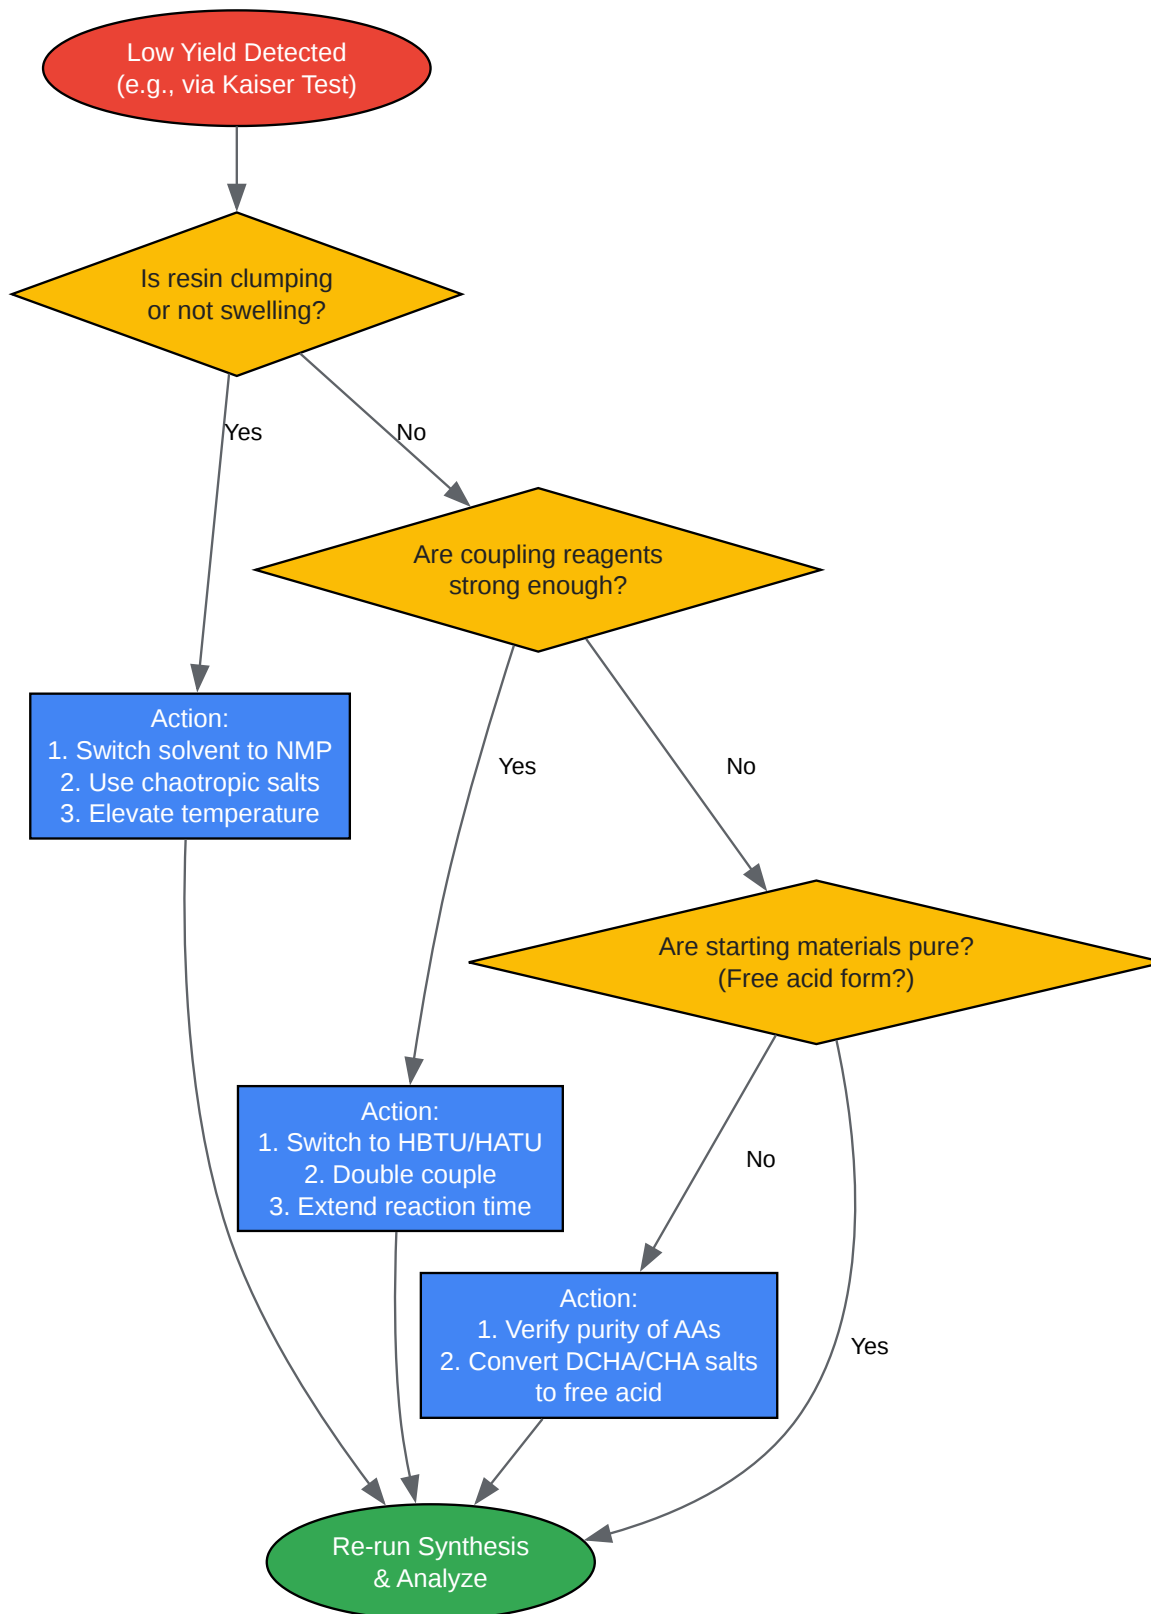 Low Yield Detected
(e.g., via Kaiser Test)
Is resin clumping
or not swelling?
Yes
No
Are coupling reagents
strong enough?
Action:
1. Switch solvent to NMP
2. Use chaotropic salts
3. Elevate temperature
Yes
No
Are starting materials pure?
(Free acid form?)
Action:
1. Switch to HBTU/HATU
2. Double couple
3. Extend reaction time
No
Action:
1. Verify purity of AAs
2. Convert DCHA/CHA salts
to free acid
Yes
Re-run Synthesis
& Analyze